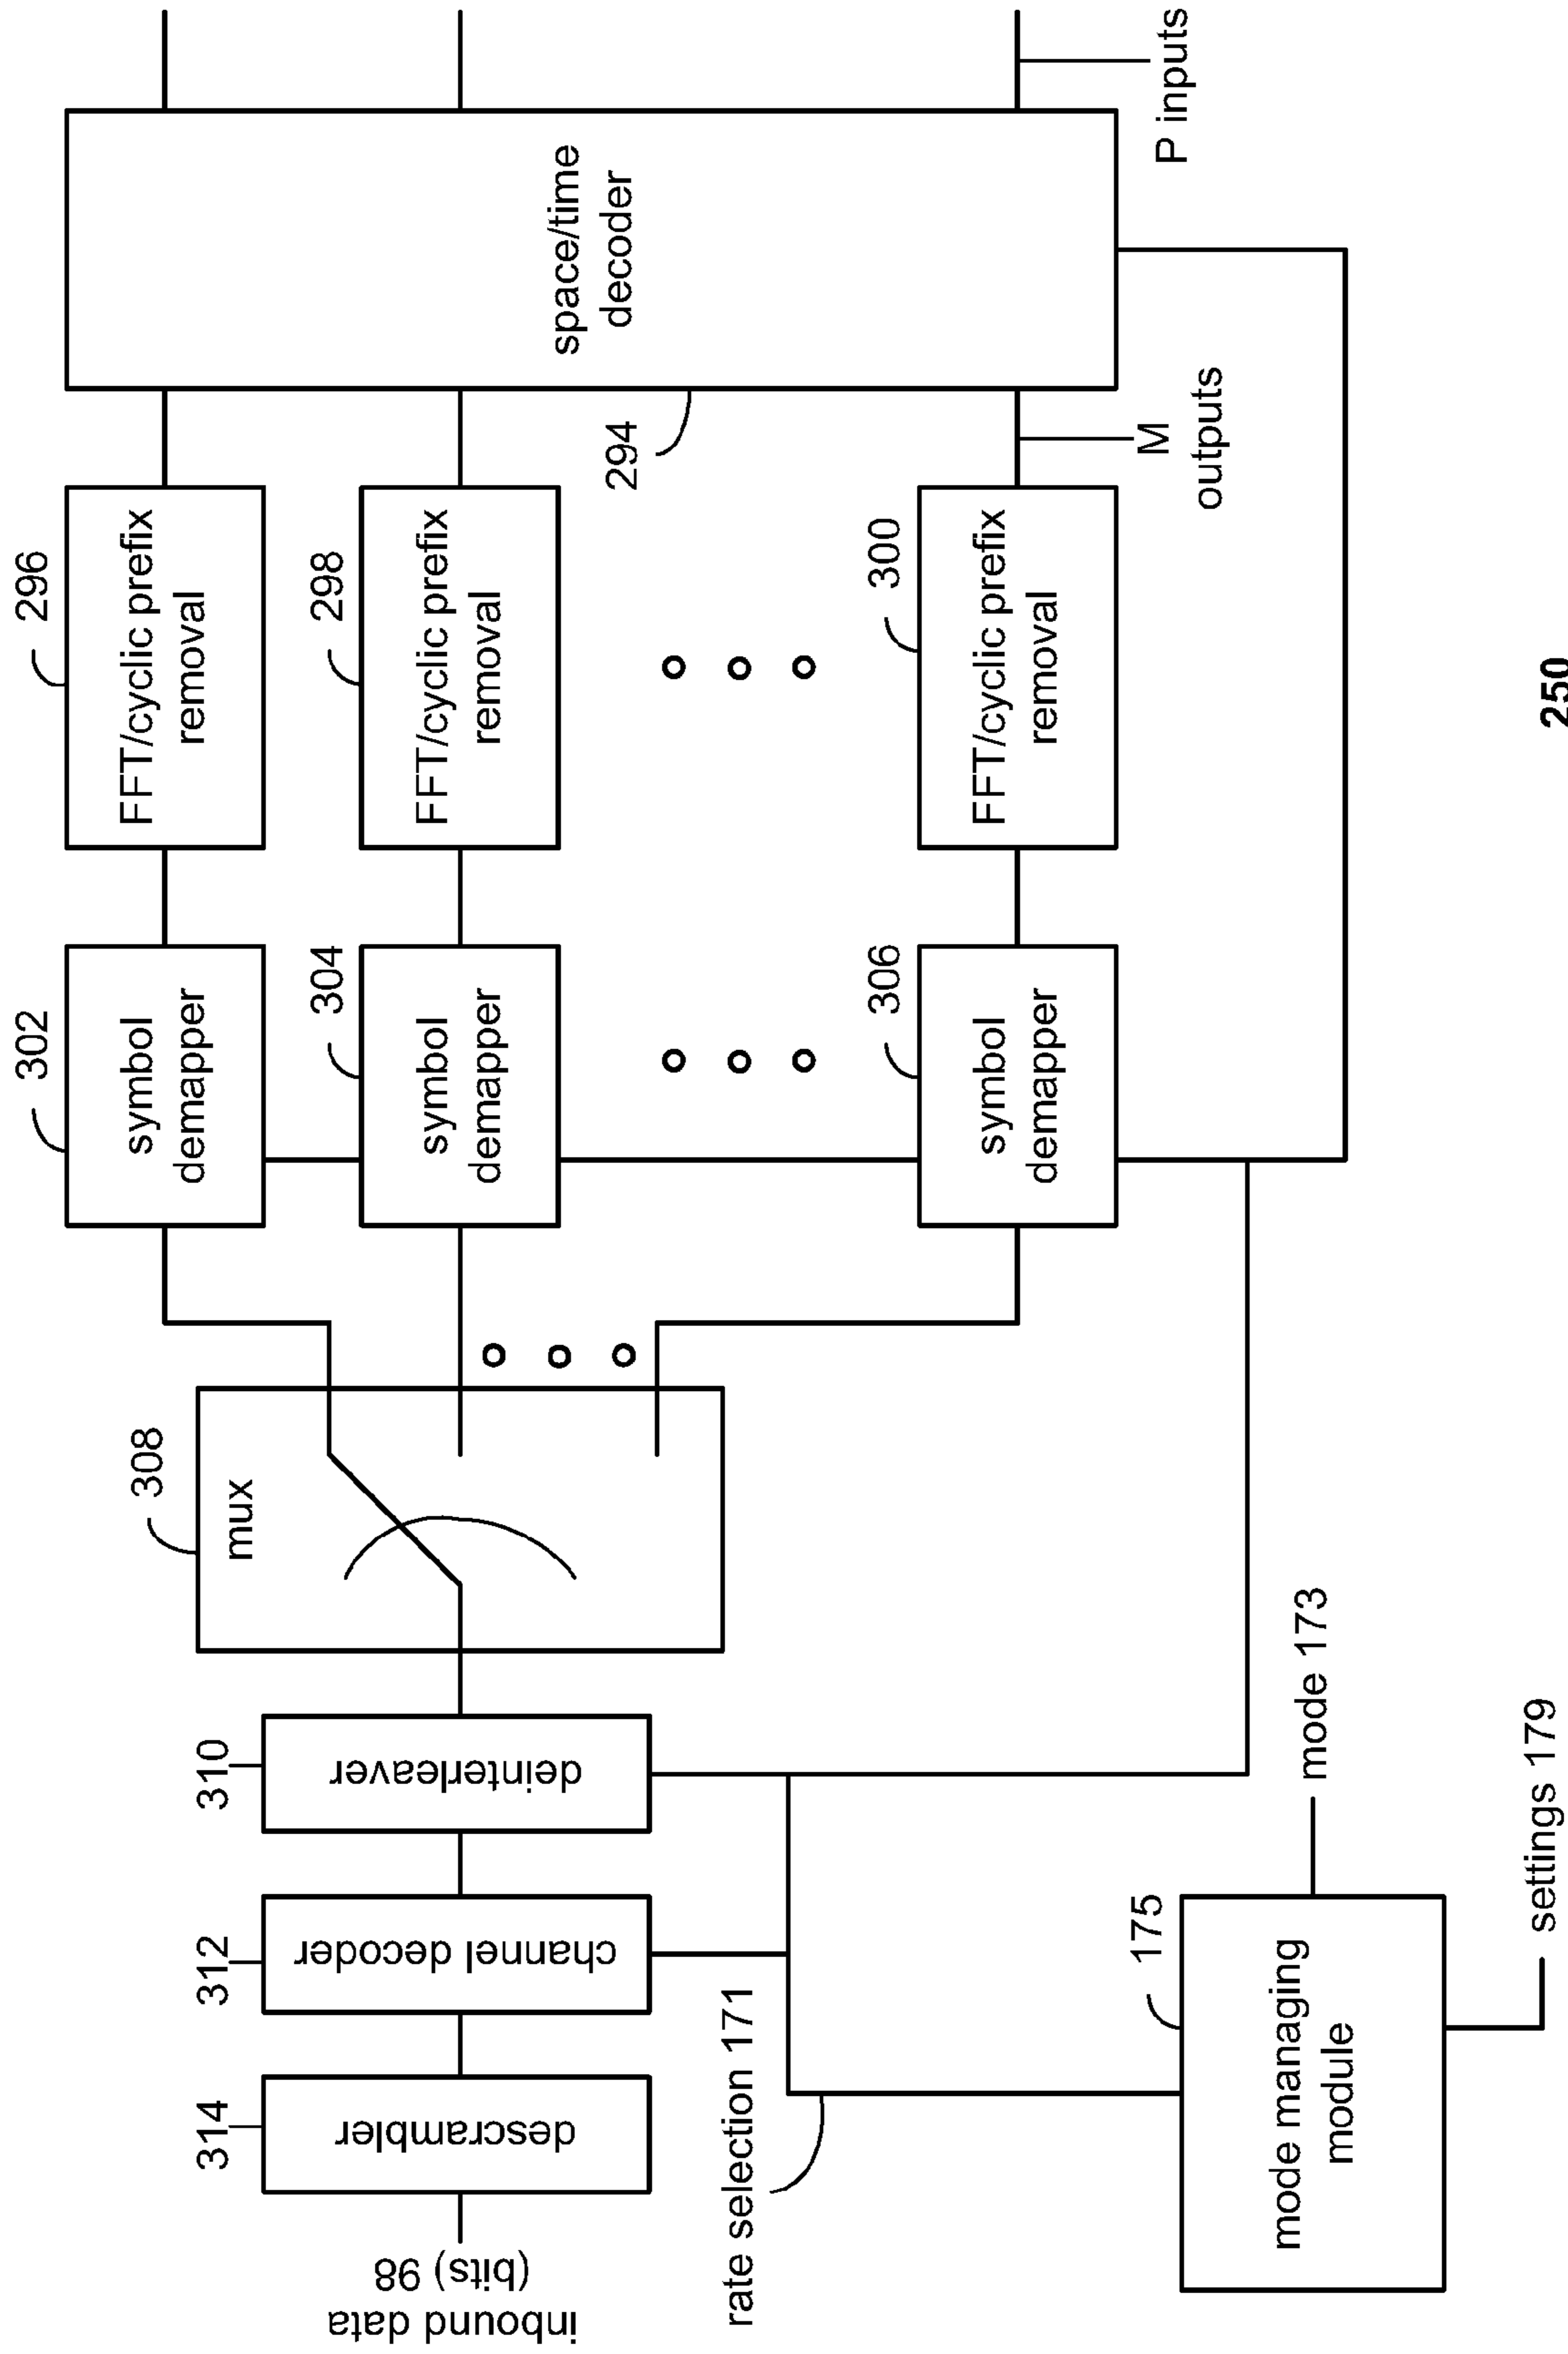 314
descrambler
inbound data
(bits) 98
312
channel decoder
310
deinterleaver
308
mux
302
symbol
demapper
304
symbol
demapper
306
symbol
demapper
296
FFT/cyclic prefix
removal
298
FFT/cyclic prefix
removal
300
FFT/cyclic prefix
removal
294
space/time
decoder
M
outputs
P inputs
rate selection 171
175
mode managing
module
mode 173
settings 179
250